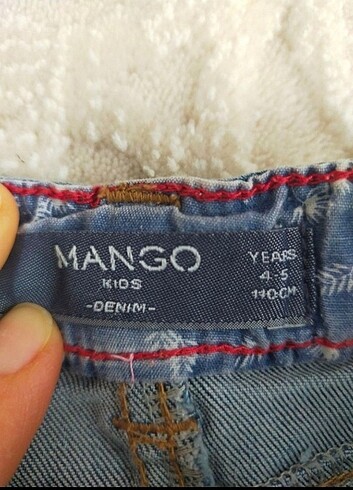 MANGO
KIDS
-DENIM-
YEARS
4-5
110CM